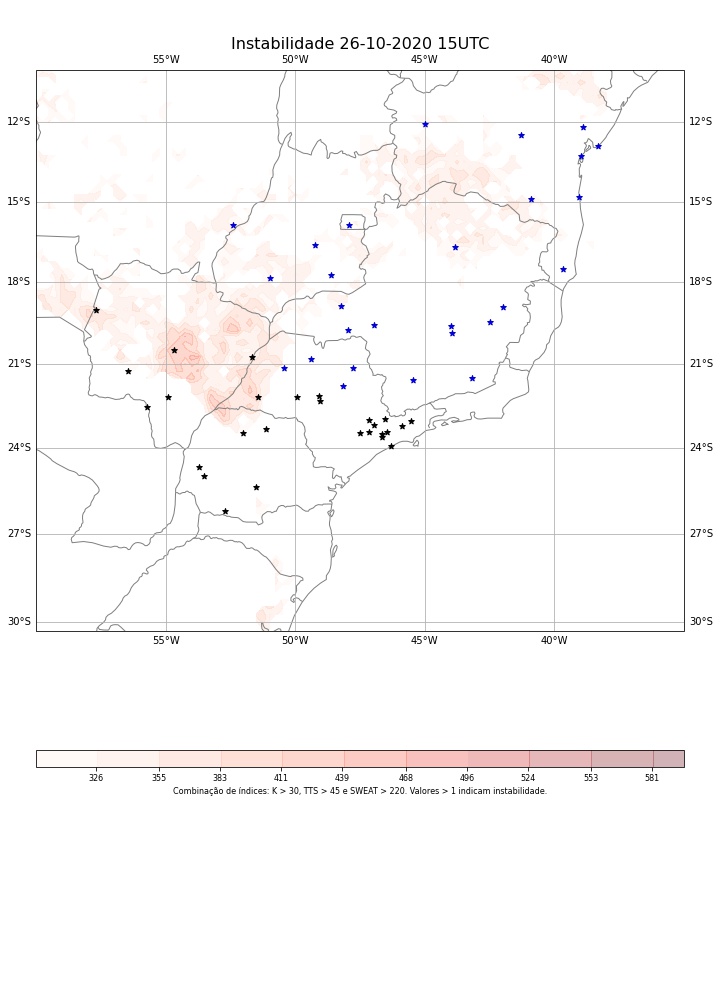 Instabilidade 26-10-2020 15UTC
55°W 50°W 45°W 40°W
12°S 12°S
15°S 15°S
18°S 18°S
21°S 21°S
24°S 24°S
27°S 27°S
30°S 30°S
55°W 50°W 45°W 40°W
326 355 383 411 439 468 496 524 553 581
Combinação de índices: K > 30, TTS > 45 e SWEAT > 220. Valores > 1 indicam instabilidade.